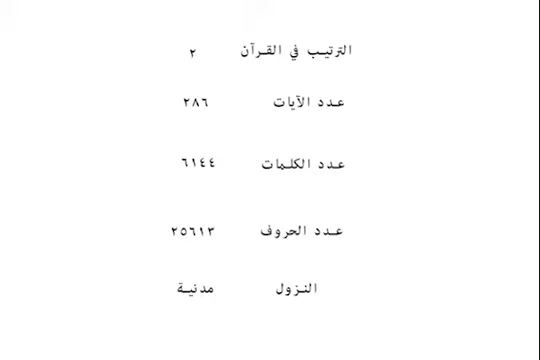 الترتيب في القرآن ٢
عدد الآيات ٢٨٦
عدد الكلمات ٦١٤٤
عدد الحروف ٢٥٦١٣
النزول مدنية